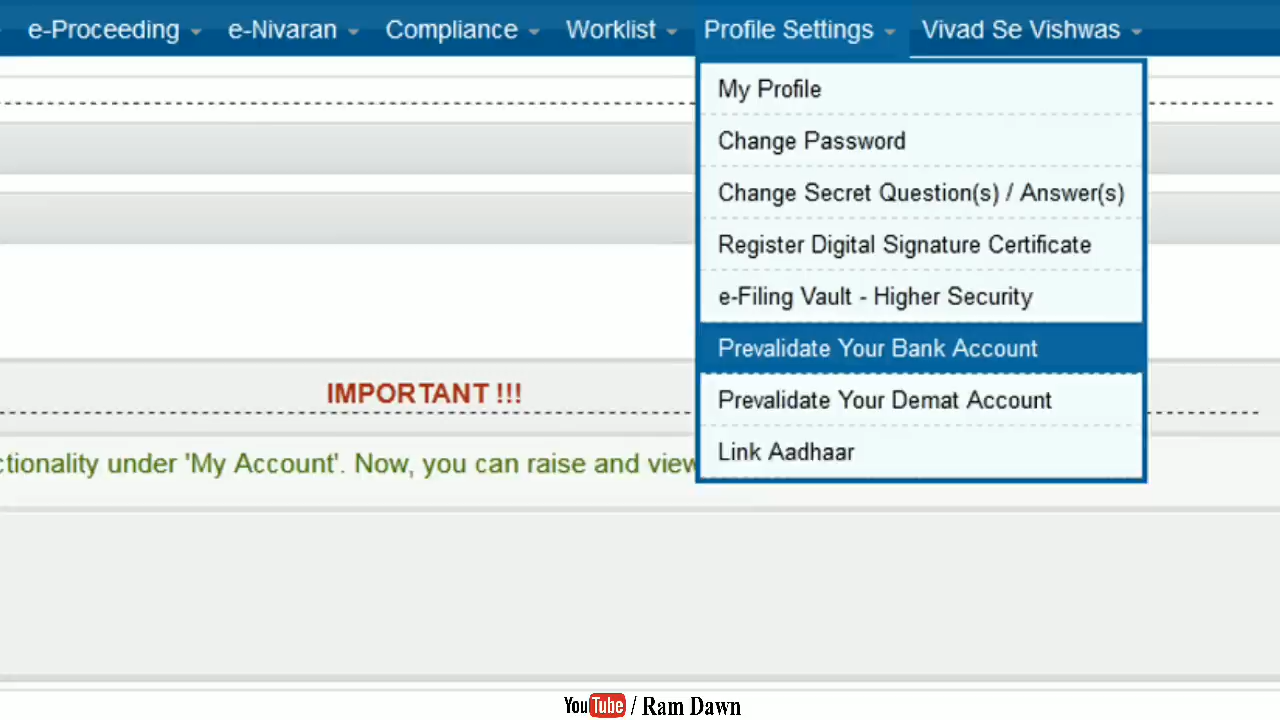 e-Proceeding e-Nivaran Compliance Worklist Profile Settings Vivad Se Vishwas
My Profile
Change Password
Change Secret Question(s) / Answer(s)
Register Digital Signature Certificate
e-Filing Vault - Higher Security
Prevalidate Your Bank Account
IMPORTANT !!!
Prevalidate Your Demat Account
Link Aadhaar
ctionality under 'My Account'. Now, you can raise and view
YouTube / Ram Dawn